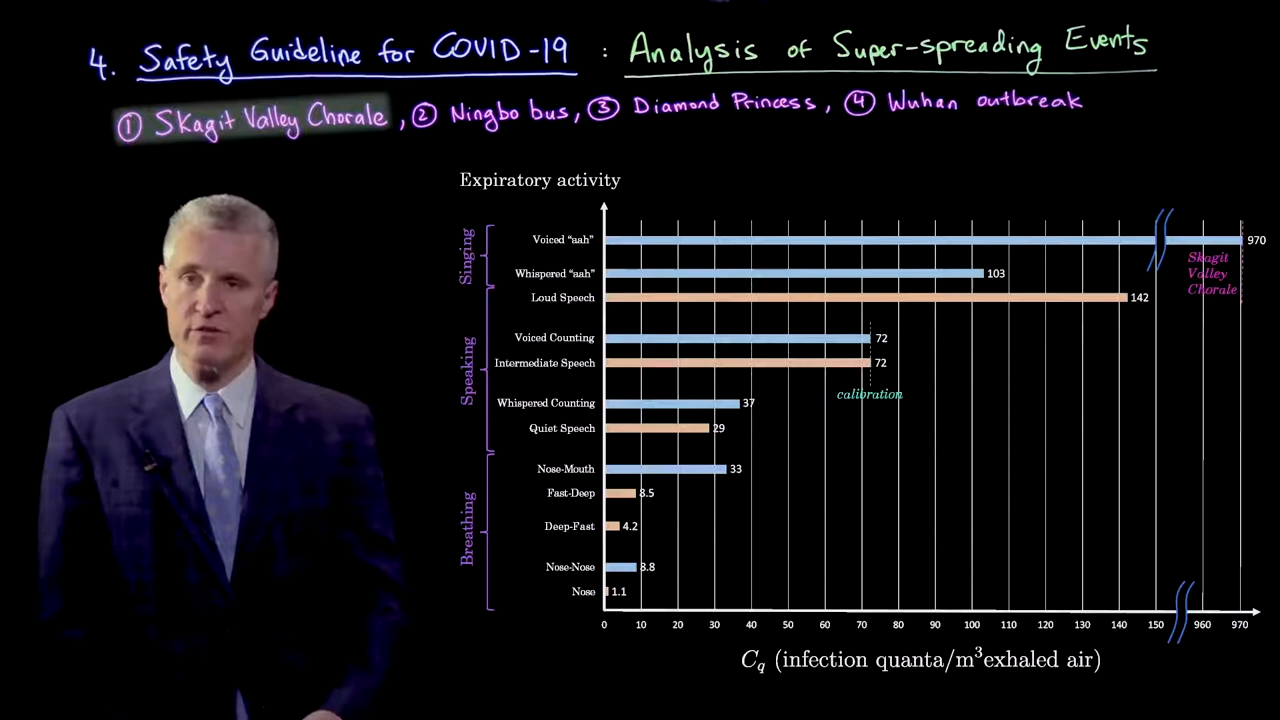 4. Safety Guideline for COVID-19 : Analysis of Super-spreading Events
① Skagit Valley Chorale, ② Ningbo bus, ③ Diamond Princess, ④ Wuhan outbreak
Expiratory activity
Singing
Voiced “aah” 970
Skagit
Valley
Chorale
Whispered “aah” 103
Loud Speech 142
Speaking
Voiced Counting 72
Intermediate Speech 72
calibration
Whispered Counting 37
Quiet Speech 29
Breathing
Nose-Mouth 33
Fast-Deep 8.5
Deep-Fast 4.2
Nose-Nose 8.8
Nose 1.1
0 10 20 30 40 50 60 70 80 90 100 110 120 130 140 150 960 970
C_q (infection quanta/m³exhaled air)